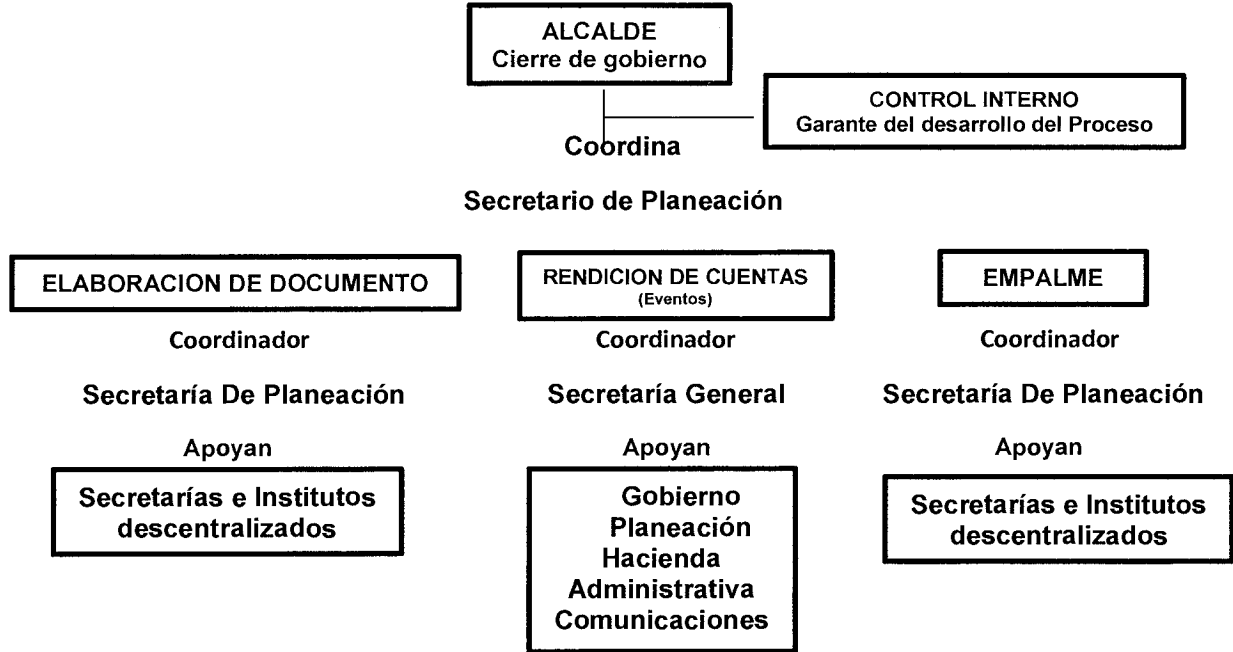 ALCALDE
Cierre de gobierno
CONTROL INTERNO
Garante del desarrollo del Proceso
Coordina
Secretario de Planeación
ELABORACION DE DOCUMENTO
Coordinador
Secretaría De Planeación
Apoyan
Secretarías e Institutos
descentralizados
RENDICION DE CUENTAS
(Eventos)
Coordinador
Secretaría General
Apoyan
Gobierno
Planeación
Hacienda
Administrativa
Comunicaciones
EMPALME
Coordinador
Secretaría De Planeación
Apoyan
Secretarías e Institutos
descentralizados